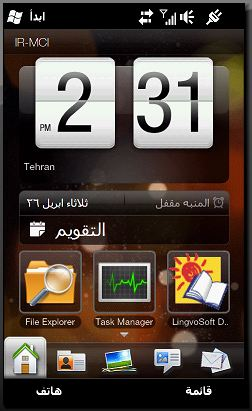 ابدأ
IR-MCI
PM 2 31
Tehran
المنبه مقفل
ثلاثاء ابريل ٢٦
التقويم
File Explorer Task Manager LingvoSoft D..
قائمة هاتف